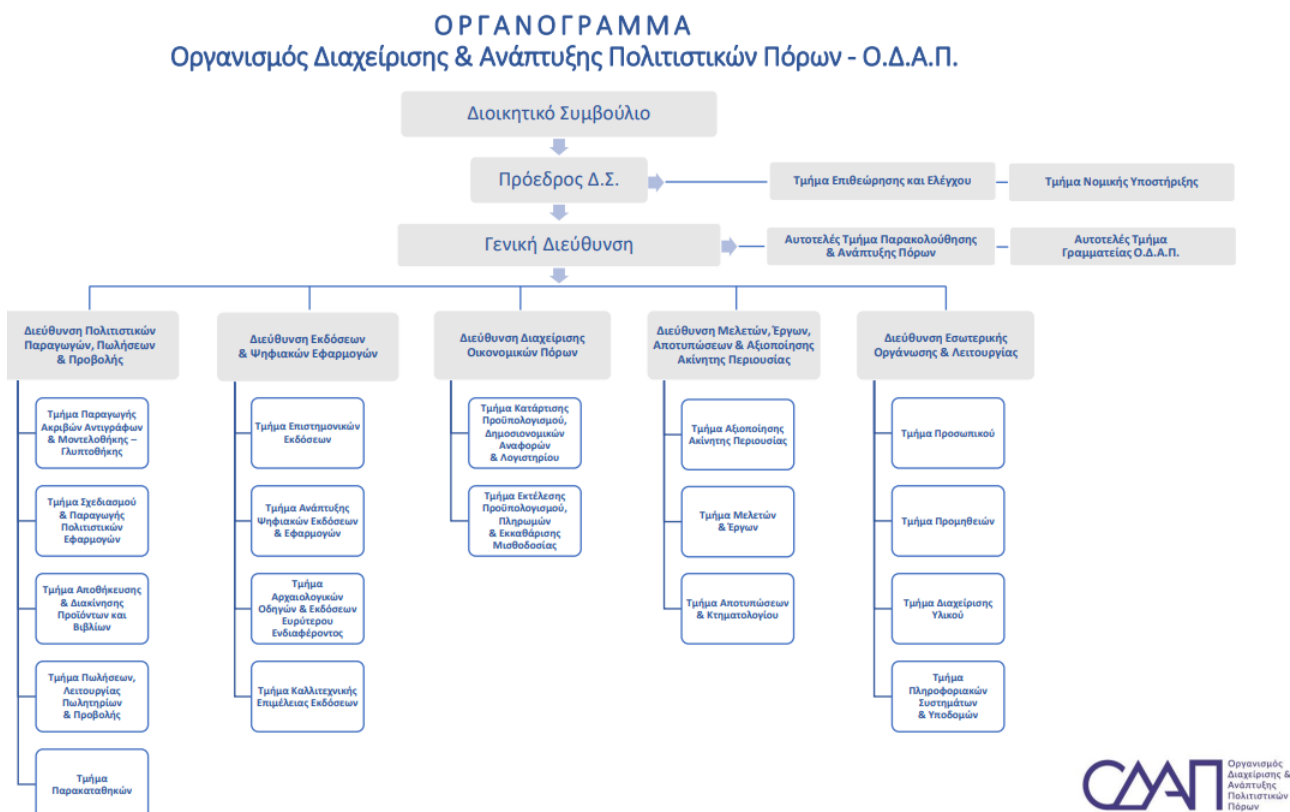 ΟΡΓΑΝΟΓΡΑΜΜΑ
Οργανισμός Διαχείρισης & Ανάπτυξης Πολιτιστικών Πόρων - Ο.Δ.Α.Π.
Διοικητικό Συμβούλιο
Πρόεδρος Δ.Σ.
Τμήμα Επιθεώρησης και Ελέγχου
Τμήμα Νομικής Υποστήριξης
Γενική Διεύθυνση
Αυτοτελές Τμήμα Παρακολούθησης
& Ανάπτυξης Πόρων
Αυτοτελές Τμήμα
Γραμματείας Ο.Δ.Α.Π.
Διεύθυνση Πολιτιστικών
Παραγωγών, Πωλήσεων
& Προβολής
Διεύθυνση Εκδόσεων
& Ψηφιακών Εφαρμογών
Διεύθυνση Διαχείρισης
Οικονομικών Πόρων
Διεύθυνση Μελετών, Έργων,
Αποτυπώσεων & Αξιοποίησης
Ακίνητης Περιουσίας
Διεύθυνση Εσωτερικής
Οργάνωσης & Λειτουργίας
Τμήμα Παραγωγής
Ακριβών Αντιγράφων
& Μοντελοθήκης –
Γλυπτοθήκης
Τμήμα Σχεδιασμού
& Παραγωγής
Πολιτιστικών
Εφαρμογών
Τμήμα Αποθήκευσης
& Διακίνησης
Προϊόντων και
Βιβλίων
Τμήμα Πωλήσεων,
Λειτουργίας
Πωλητηρίων
& Προβολής
Τμήμα
Παρακαταθηκών
Τμήμα Επιστημονικών
Εκδόσεων
Τμήμα Ανάπτυξης
Ψηφιακών Εκδόσεων
& Εφαρμογών
Τμήμα
Αρχαιολογικών
Οδηγών & Εκδόσεων
Ευρύτερου
Ενδιαφέροντος
Τμήμα Καλλιτεχνικής
Επιμέλειας Εκδόσεων
Τμήμα Κατάρτισης
Προϋπολογισμού,
Δημοσιονομικών
Αναφορών
& Λογιστηρίου
Τμήμα Εκτέλεσης
Προϋπολογισμού,
Πληρωμών
& Εκκαθάρισης
Μισθοδοσίας
Τμήμα Αξιοποίησης
Ακίνητης Περιουσίας
Τμήμα Μελετών
& Έργων
Τμήμα Αποτυπώσεων
& Κτηματολογίου
Τμήμα Προσωπικού
Τμήμα Προμηθειών
Τμήμα Διαχείρισης
Υλικού
Τμήμα
Πληροφοριακών
Συστημάτων
& Υποδομών
ΟΔΑΠ
Οργανισμός
Διαχείρισης &
Ανάπτυξης
Πολιτιστικών
Πόρων